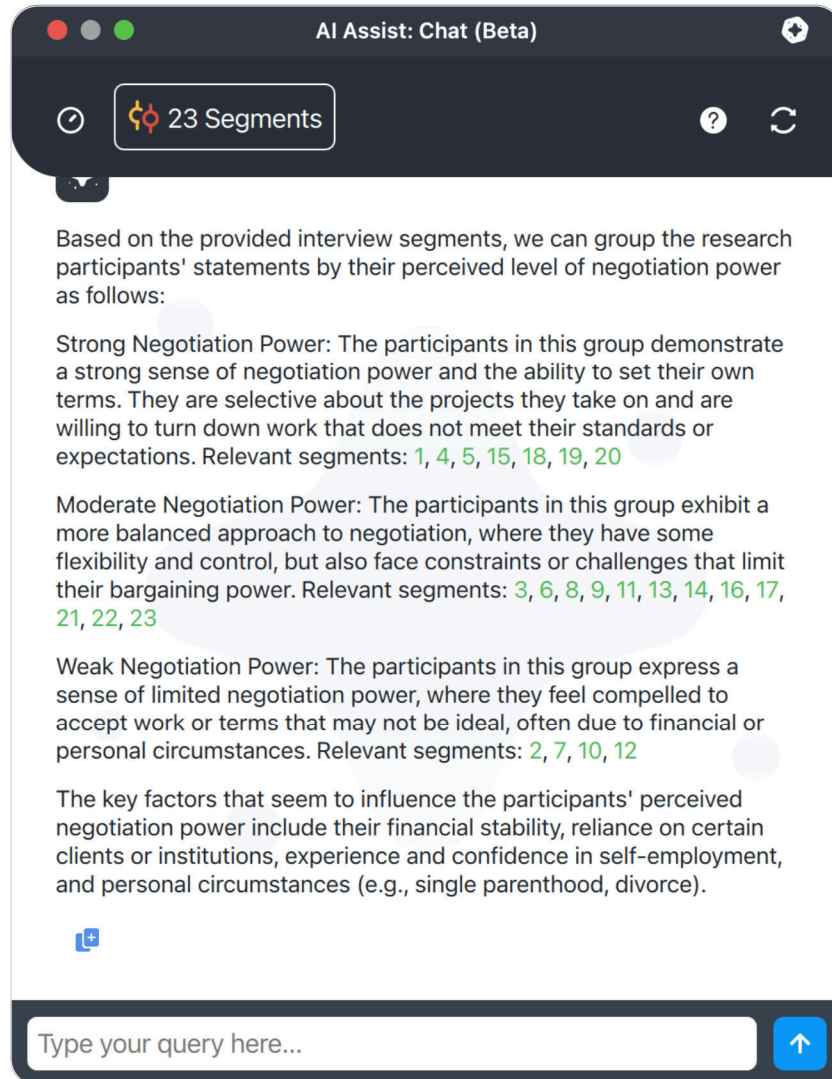 AI Assist: Chat (Beta)
23 Segments
?
Based on the provided interview segments, we can group the research
participants' statements by their perceived level of negotiation power
as follows:
Strong Negotiation Power: The participants in this group demonstrate
a strong sense of negotiation power and the ability to set their own
terms. They are selective about the projects they take on and are
willing to turn down work that does not meet their standards or
expectations. Relevant segments: 1, 4, 5, 15, 18, 19, 20
Moderate Negotiation Power: The participants in this group exhibit a
more balanced approach to negotiation, where they have some
flexibility and control, but also face constraints or challenges that limit
their bargaining power. Relevant segments: 3, 6, 8, 9, 11, 13, 14, 16, 17,
21, 22, 23
Weak Negotiation Power: The participants in this group express a
sense of limited negotiation power, where they feel compelled to
accept work or terms that may not be ideal, often due to financial or
personal circumstances. Relevant segments: 2, 7, 10, 12
The key factors that seem to influence the participants' perceived
negotiation power include their financial stability, reliance on certain
clients or institutions, experience and confidence in self-employment,
and personal circumstances (e.g., single parenthood, divorce).
Type your query here...